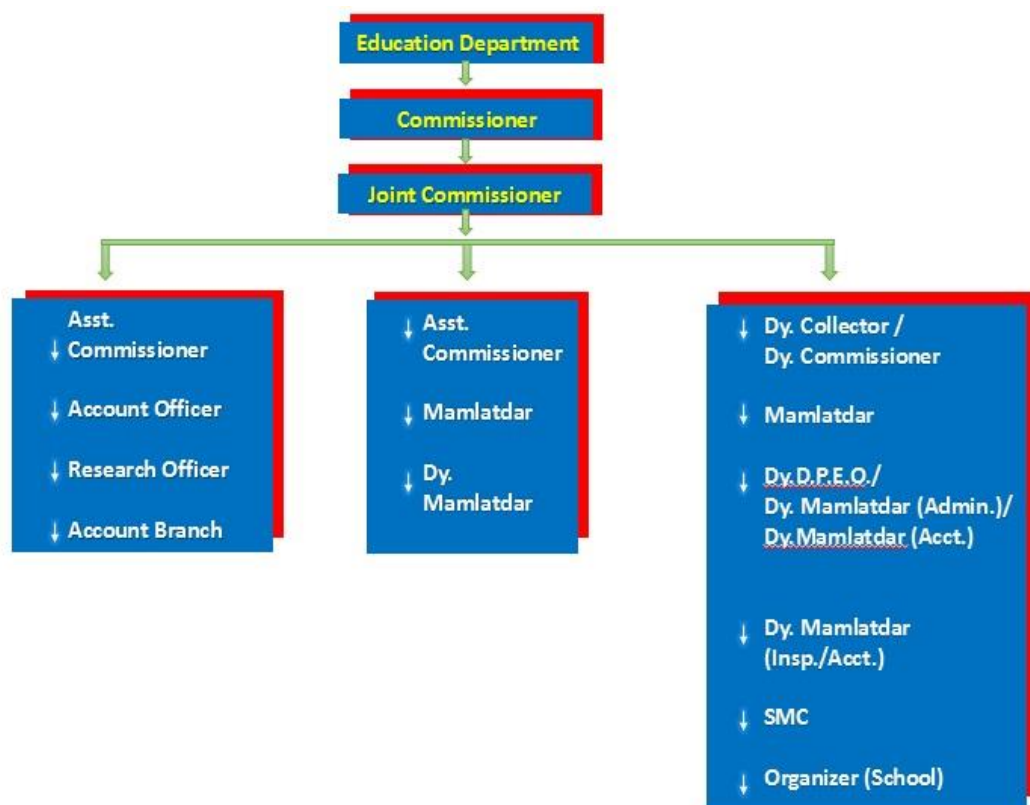 Education Department
Commissioner
Joint Commissioner
Asst.
↓ Commissioner
↓ Account Officer
↓ Research Officer
↓ Account Branch
↓ Asst.
Commissioner
↓ Mamlatdar
↓ Dy.
Mamlatdar
↓ Dy. Collector /
Dy. Commissioner
↓ Mamlatdar
↓ Dy.D.P.E.O./
Dy. Mamlatdar (Admin.)/
Dy.Mamlatdar (Acct.)
↓ Dy. Mamlatdar
(Insp./Acct.)
↓ SMC
↓ Organizer (School)